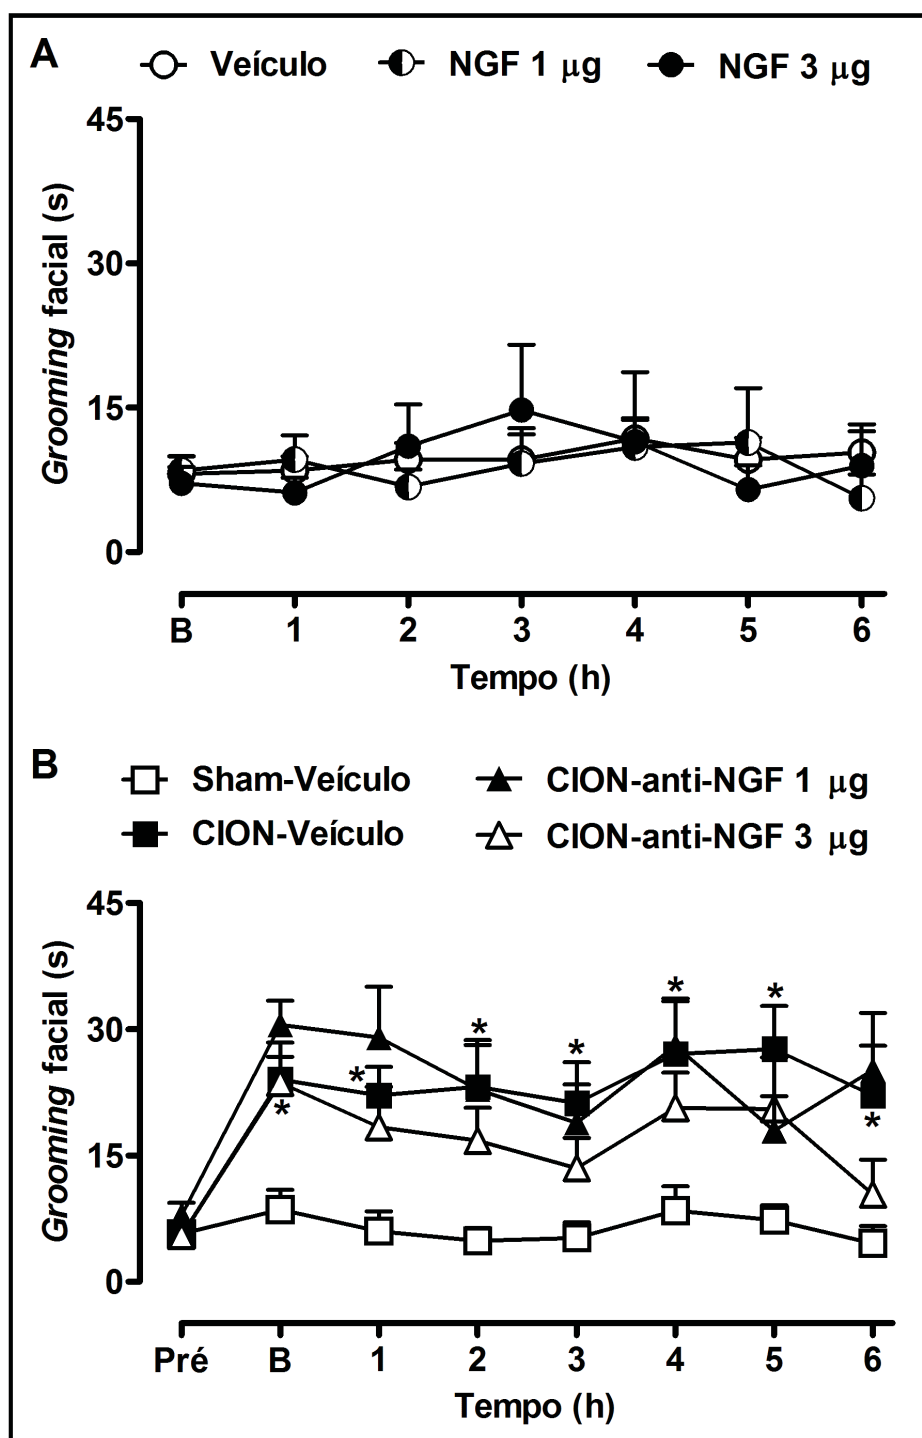 A
Veículo NGF 1 μg NGF 3 μg
45
30
15
0
Grooming facial (s)
B 1 2 3 4 5 6
Tempo (h)
B
Sham-Veículo CION-anti-NGF 1 μg
CION-Veículo CION-anti-NGF 3 μg
45
30
15
0
Grooming facial (s)
* * * * * * * *
Pré B 1 2 3 4 5 6
Tempo (h)